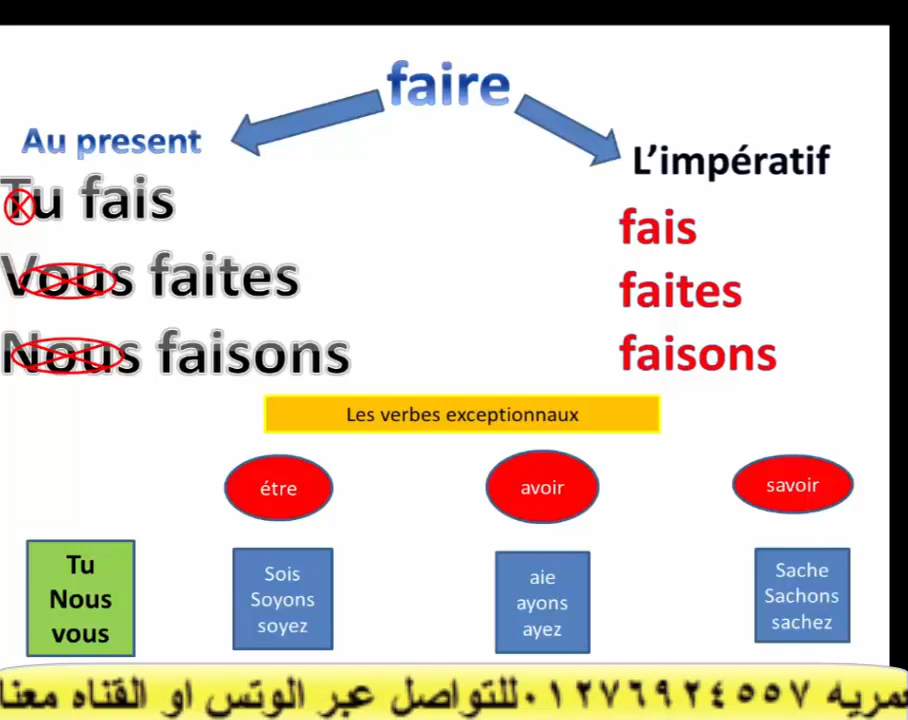 faire
Au present
L'impératif
Tu fais
fais
Vous faites
faites
Nous faisons
faisons
Les verbes exceptionnaux
étre
avoir
savoir
Tu
Nous
vous
Sois
Soyons
soyez
aie
ayons
ayez
Sache
Sachons
sachez
٠١٢٧٦٩٢٤٥٥٧ للتواصل عبر الوتس او القناه معنا